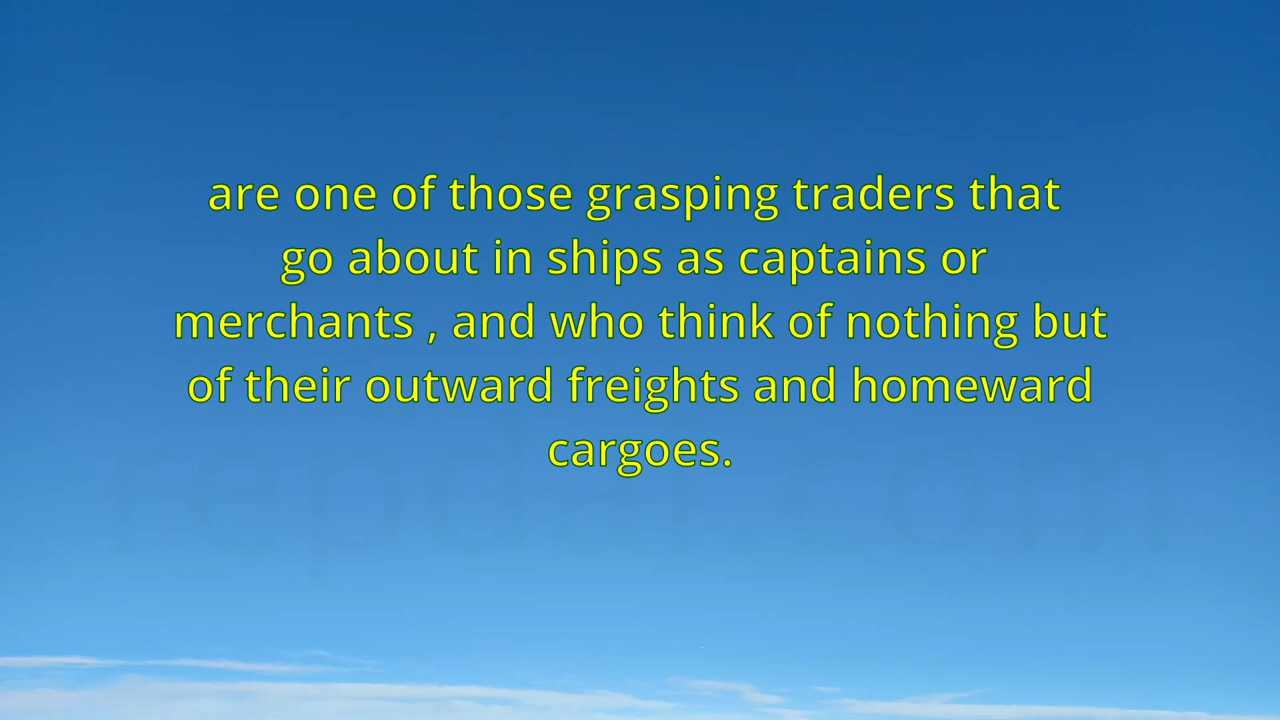 are one of those grasping traders that
go about in ships as captains or
merchants , and who think of nothing but
of their outward freights and homeward
cargoes.